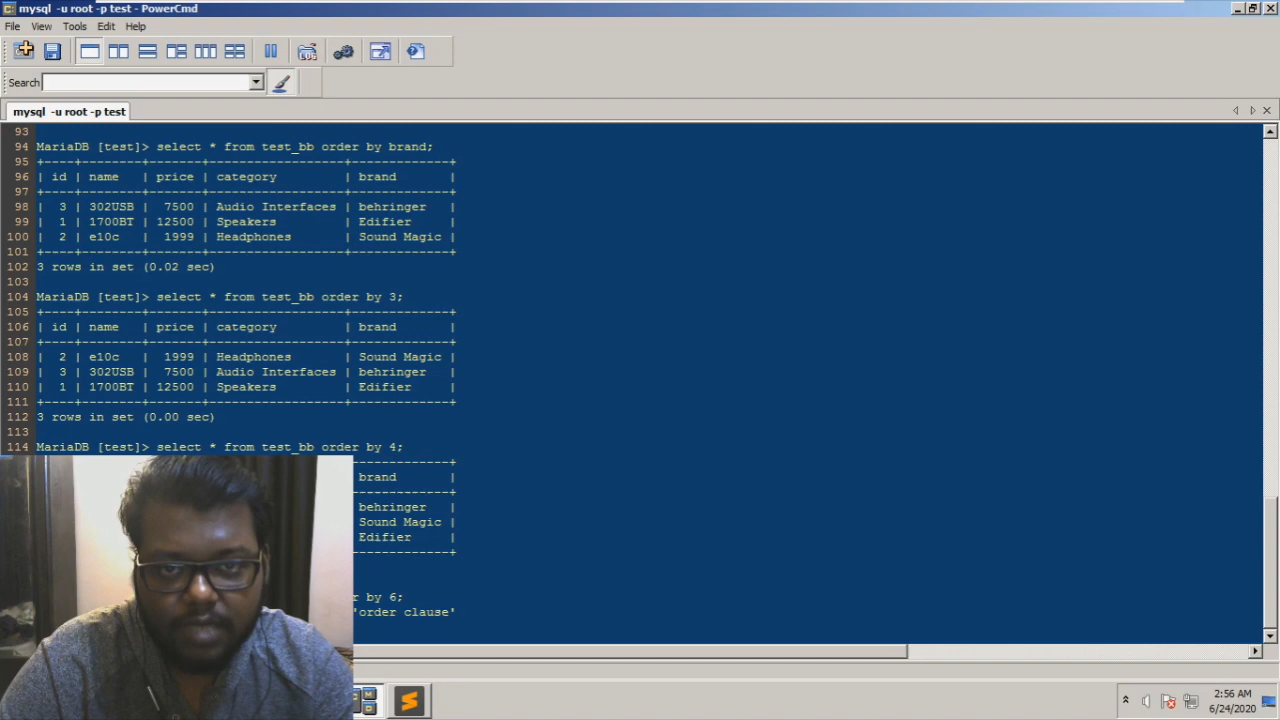 mysql -u root -p test - PowerCmd
File View Tools Edit Help
Search
mysql -u root -p test
93
94 MariaDB [test]> select * from test_bb order by brand;
95 +----+--------+-------+------------------+-------------+
96 | id | name | price | category | brand |
97 +----+--------+-------+------------------+-------------+
98 | 3 | 302USB | 7500 | Audio Interfaces | behringer |
99 | 1 | 1700BT | 12500 | Speakers | Edifier |
100 | 2 | e10c | 1999 | Headphones | Sound Magic |
101 +----+--------+-------+------------------+-------------+
102 3 rows in set (0.02 sec)
103
104 MariaDB [test]> select * from test_bb order by 3;
105 +----+--------+-------+------------------+-------------+
106 | id | name | price | category | brand |
107 +----+--------+-------+------------------+-------------+
108 | 2 | e10c | 1999 | Headphones | Sound Magic |
109 | 3 | 302USB | 7500 | Audio Interfaces | behringer |
110 | 1 | 1700BT | 12500 | Speakers | Edifier |
111 +----+--------+-------+------------------+-------------+
112 3 rows in set (0.00 sec)
113
114 MariaDB [test]> select * from test_bb order by 4;
-------------+
brand |
-------------+
behringer |
Sound Magic |
Edifier |
-------------+
by 6;
'order clause'
2:56 AM
6/24/2020